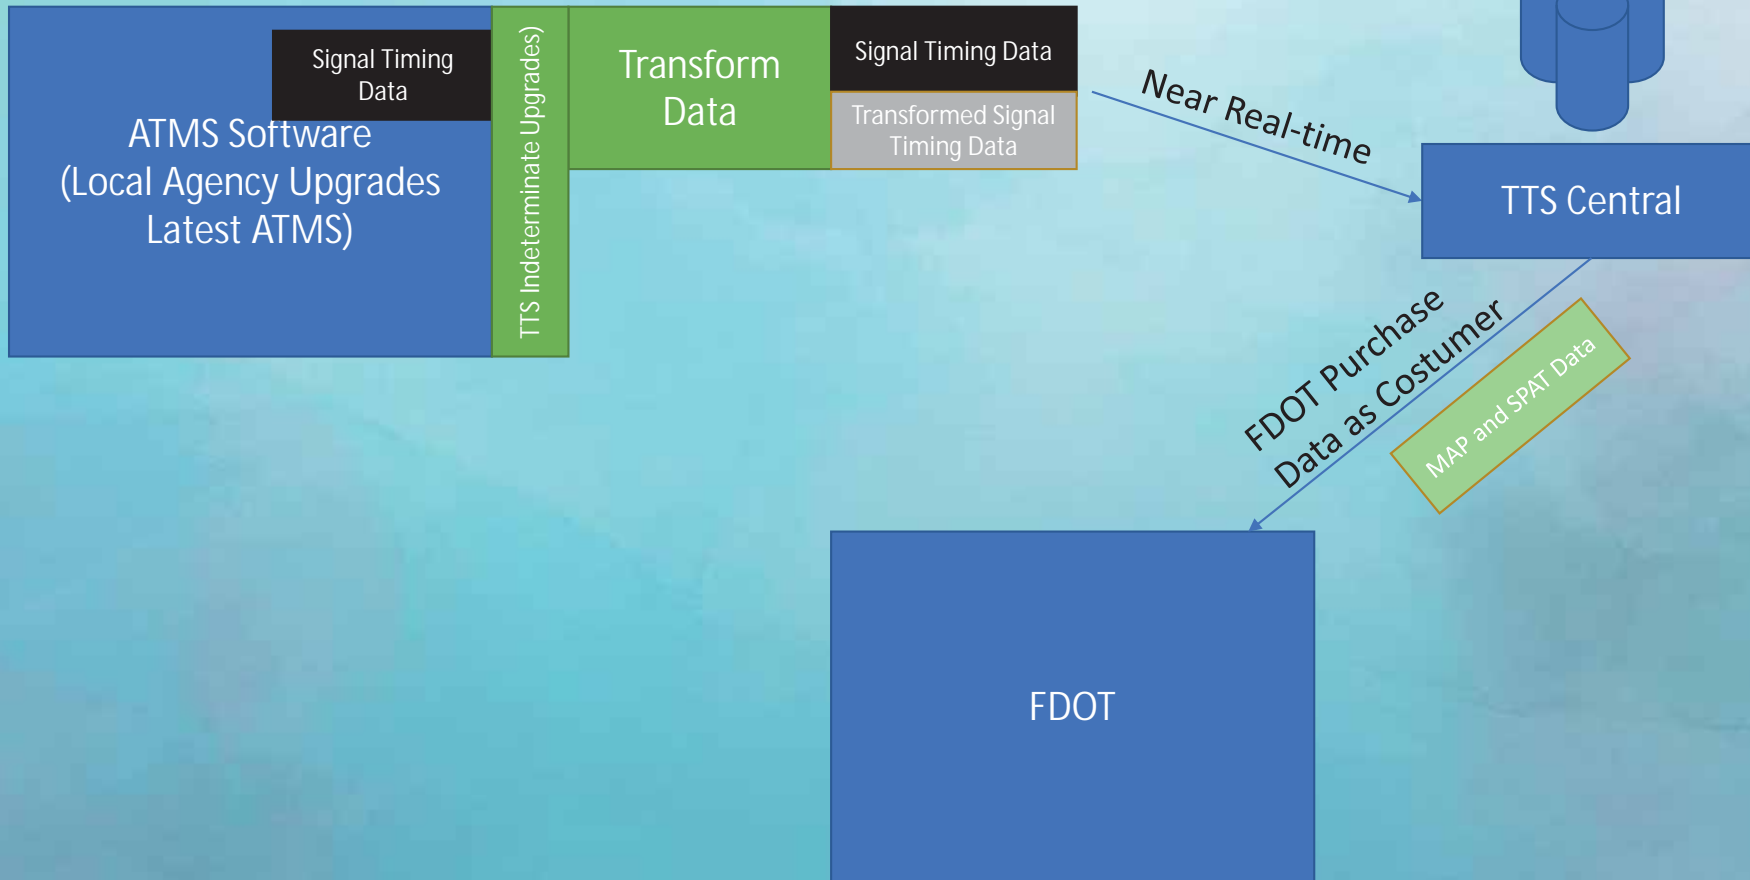 Signal Timing
Data
ATMS Software
(Local Agency Upgrades
Latest ATMS)
TTS Indeterminate Upgrades)
Transform
Data
Signal Timing Data
Transformed Signal
Timing Data
Near Real-time
TTS Central
FDOT Purchase
Data as Costumer
MAP and SPAT Data
FDOT